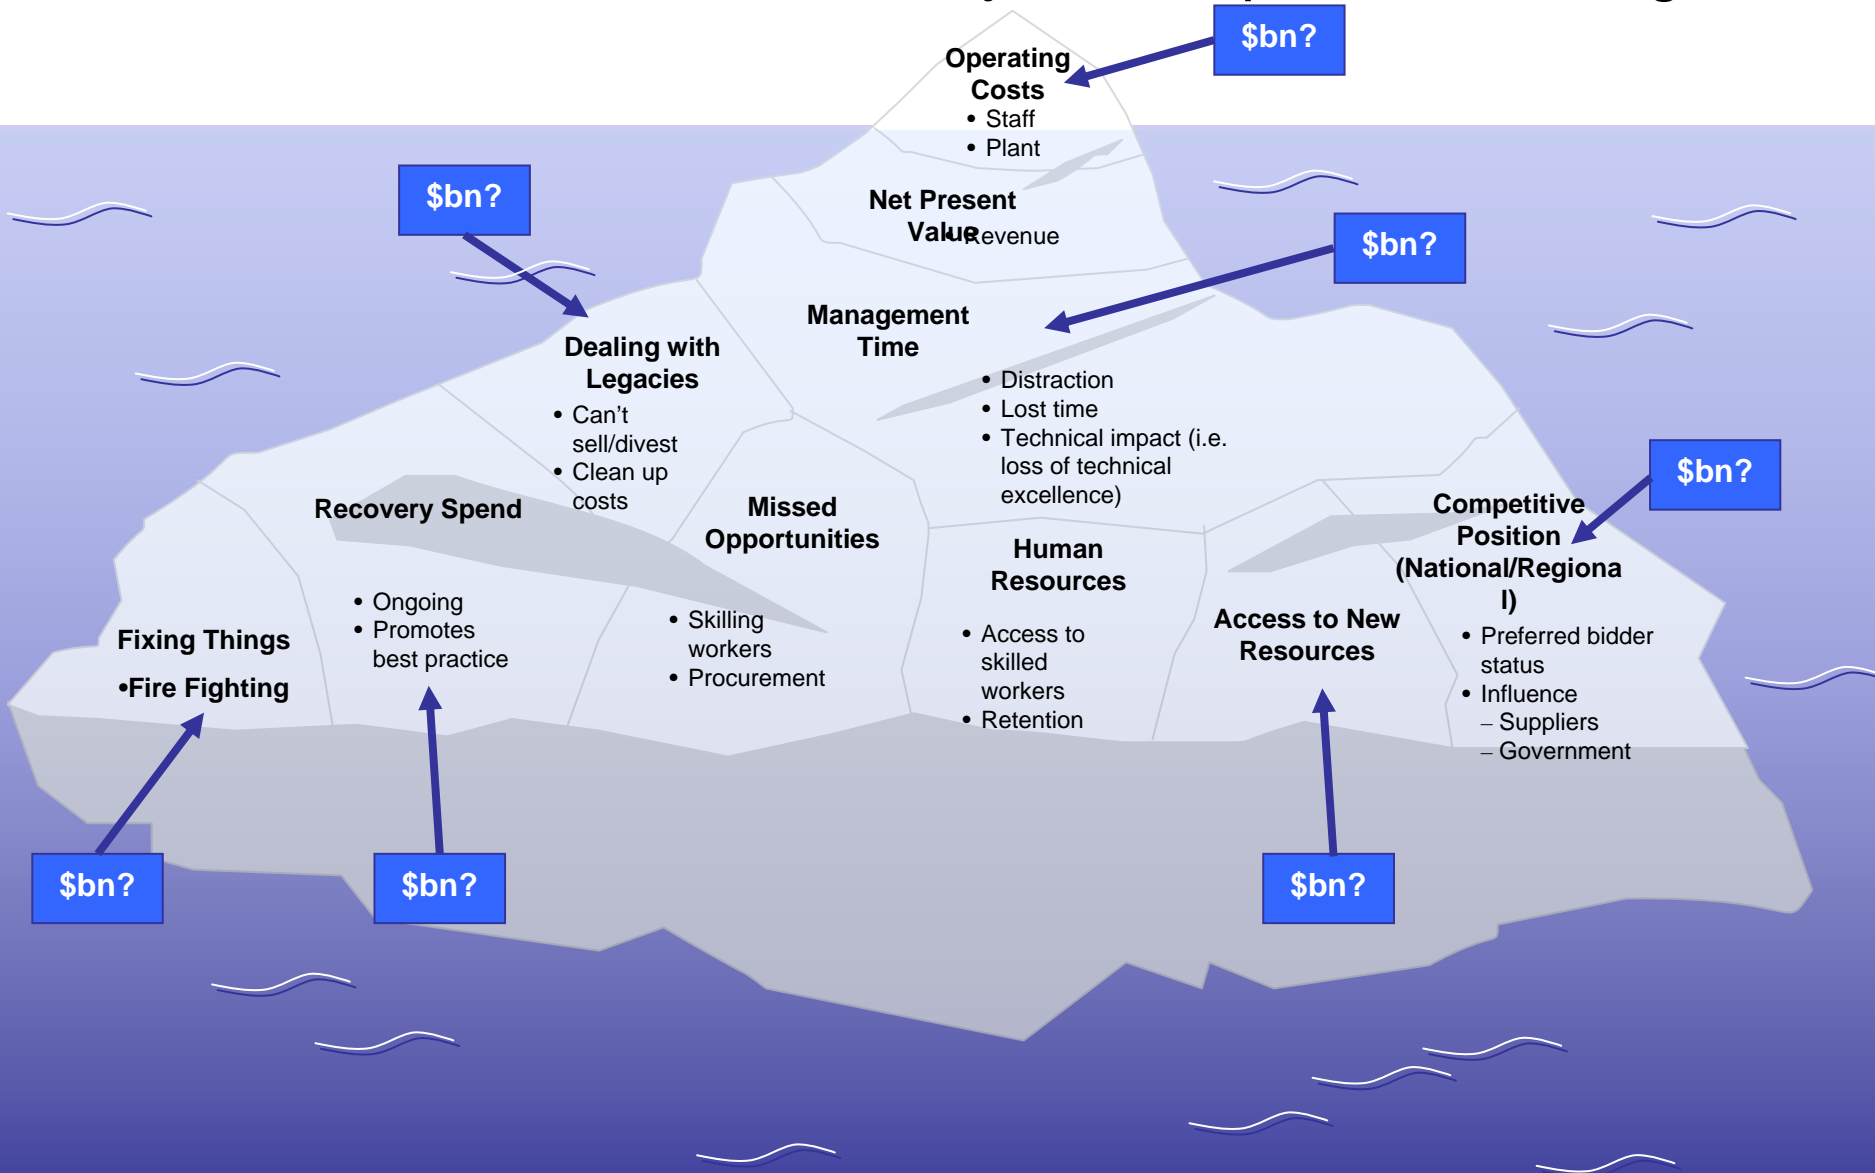 $bn?
Operating
Costs
• Staff
• Plant
$bn?
Net Present
Value
• Revenue
$bn?
Management
Time
• Distraction
• Lost time
• Technical impact (i.e.
loss of technical
excellence)
Dealing with
Legacies
• Can't
sell/divest
• Clean up
costs
$bn?
Recovery Spend
• Ongoing
• Promotes
best practice
Missed
Opportunities
• Skilling
workers
• Procurement
Human
Resources
• Access to
skilled
workers
• Retention
Access to New
Resources
Competitive
Position
(National/Regiona
l)
• Preferred bidder
status
• Influence
– Suppliers
– Government
Fixing Things
•Fire Fighting
$bn?
$bn?
$bn?